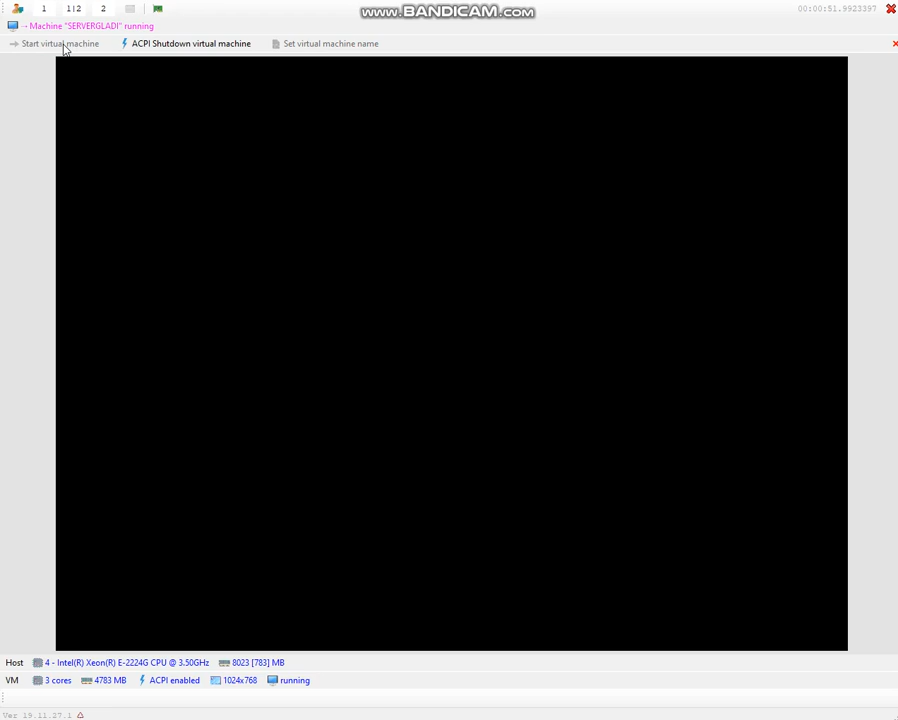 1 1|2 2 www.BANDICAM.com 00:00:51.9923397
→ Machine "SERVERGLADI" running
Start virtual machine ACPI Shutdown virtual machine Set virtual machine name
Host 4 - Intel(R) Xeon(R) E-2224G CPU @ 3.50GHz 8023 [783] MB
VM 3 cores 4783 MB ACPI enabled 1024x768 running
Ver 19.11.27.1